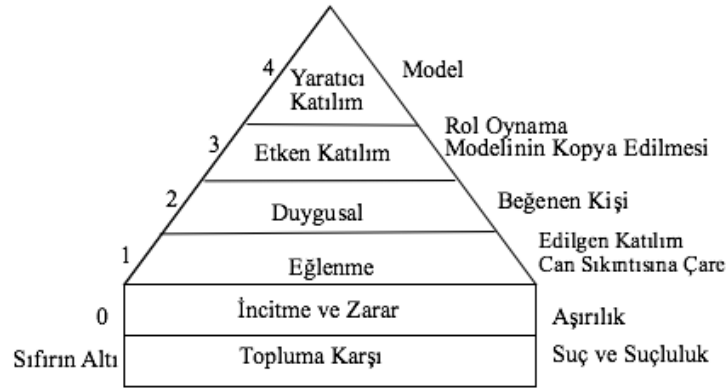 4
Yaratıcı
Katılım
Model
3
Etken Katılım
Rol Oynama
Modelinin Kopya Edilmesi
2
Duygusal
Beğenen Kişi
1
Eğlenme
Edilgen Katılım
Can Sıkıntısına Çare
0
İncitme ve Zarar
Aşırılık
Sıfırın Altı
Topluma Karşı
Suç ve Suçluluk